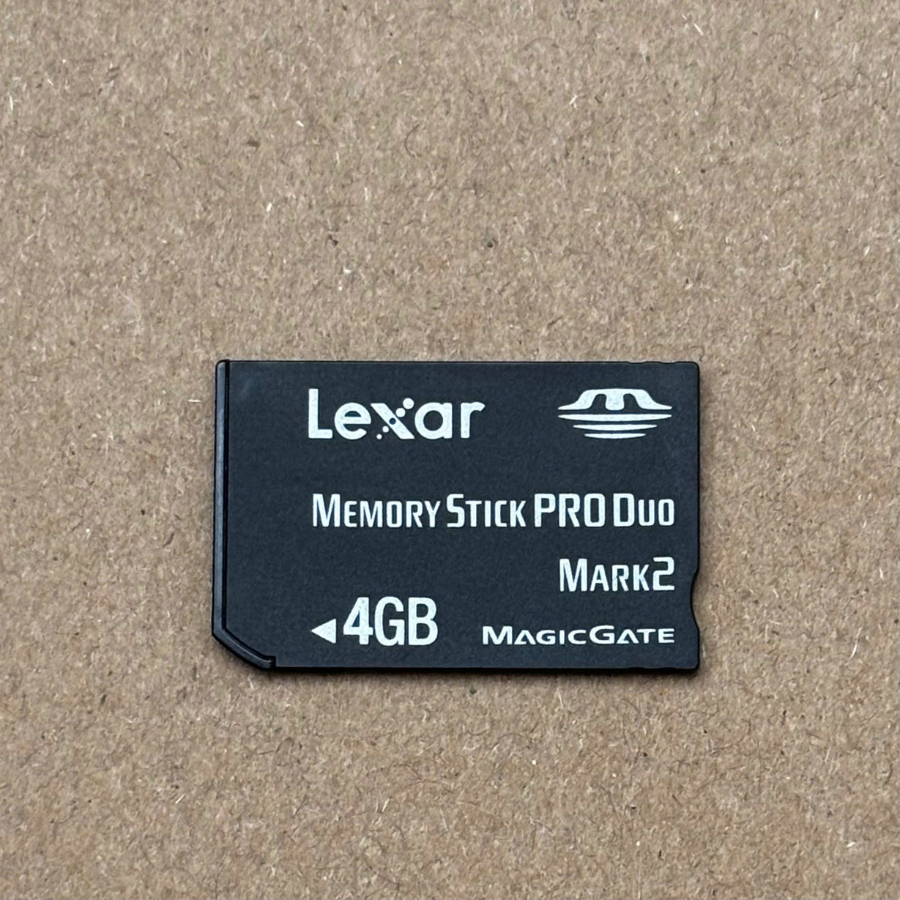 Lexar
MEMORY STICK PRO DUO
MARK2
4GB
MAGICGATE